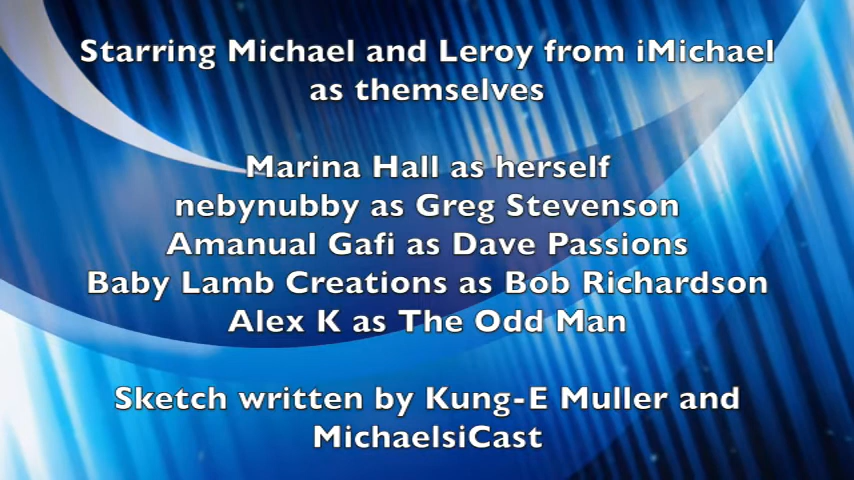 Starring Michael and Leroy from iMichael
as themselves
Marina Hall as herself
nebynubby as Greg Stevenson
Amanual Gafi as Dave Passions
Baby Lamb Creations as Bob Richardson
Alex K as The Odd Man
Sketch written by Kung-E Muller and
MichaelsiCast